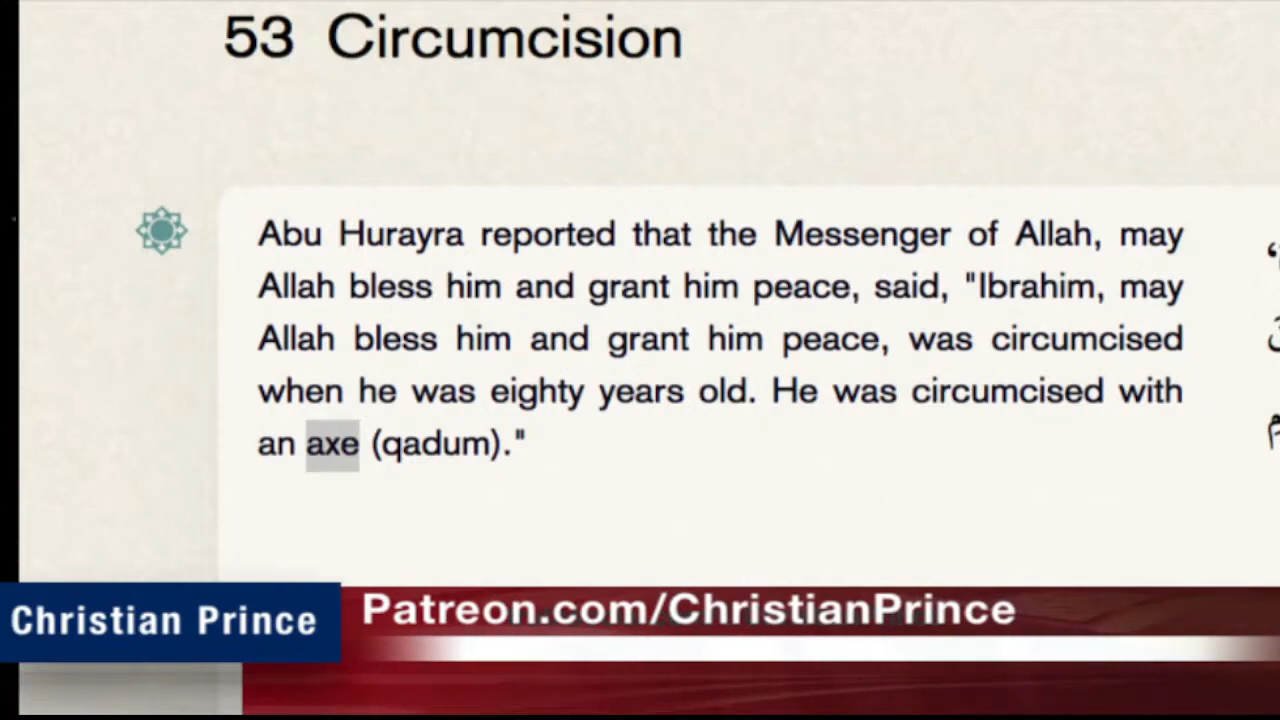 53 Circumcision
Abu Hurayra reported that the Messenger of Allah, may
Allah bless him and grant him peace, said, "Ibrahim, may
Allah bless him and grant him peace, was circumcised
when he was eighty years old. He was circumcised with
an axe (qadum)."
Christian Prince
Patreon.com/ChristianPrince